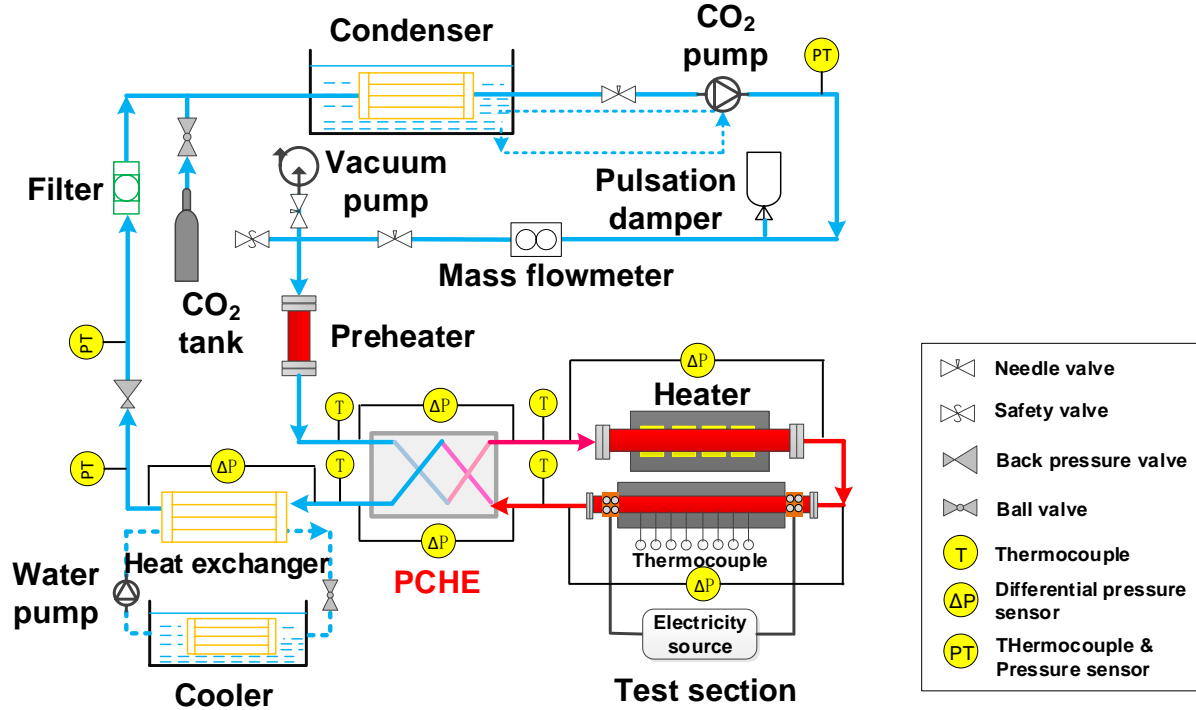 Condenser
CO₂
pump
PT
Vacuum
pump
Filter
Pulsation
damper
Mass flowmeter
CO₂
tank
Preheater
PT
PT
T
ΔP
T
ΔP
Heater
ΔP
T
T
ΔP
Heat exchanger
PCHE
Thermocouple
ΔP
Water
pump
Electricity
source
Cooler
Test section
Needle valve
Safety valve
Back pressure valve
Ball valve
T
Thermocouple
ΔP
Differential pressure
sensor
PT
THermocouple &
Pressure sensor